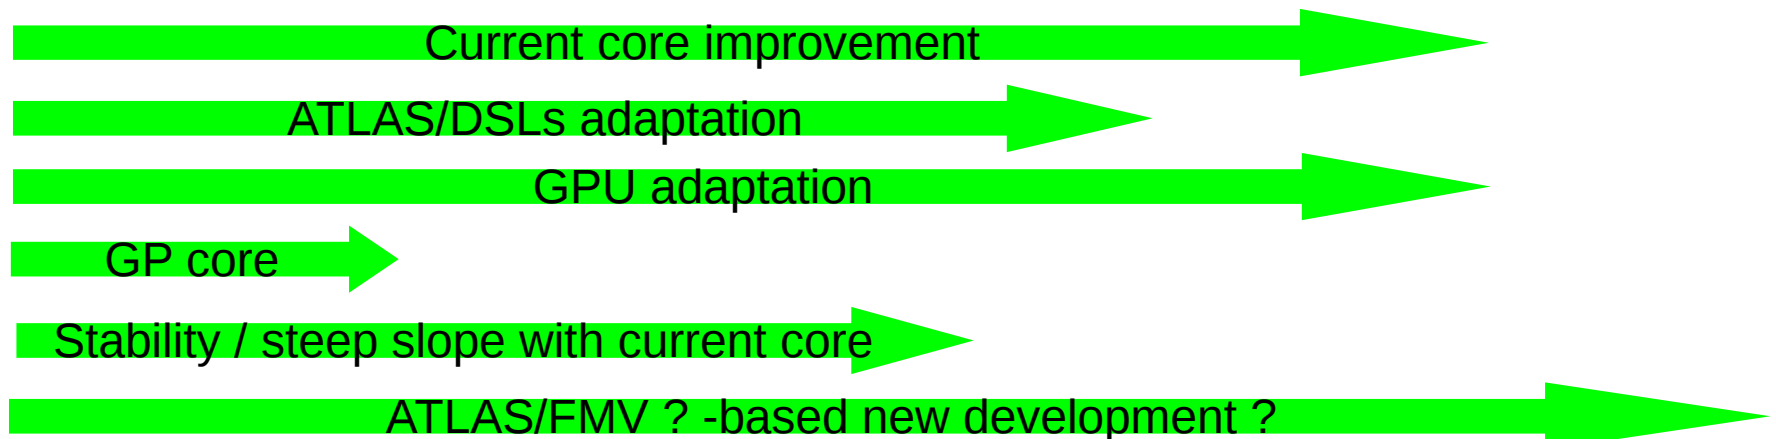 Current core improvement
ATLAS/DSLs adaptation
GPU adaptation
GP core
Stability / steep slope with current core
ATLAS/FMV ? -based new development ?